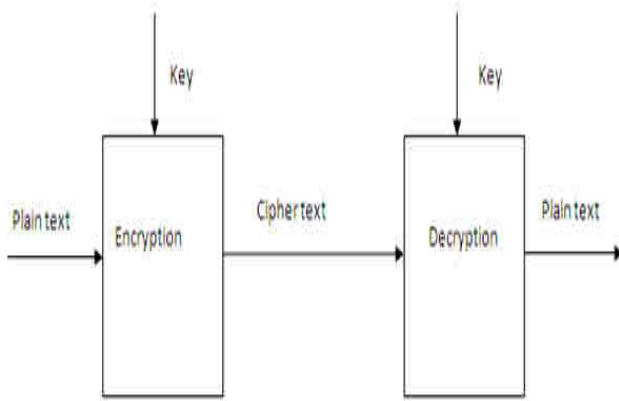 Key
Key
Plain text
Encryption
Cipher text
Decryption
Plain text